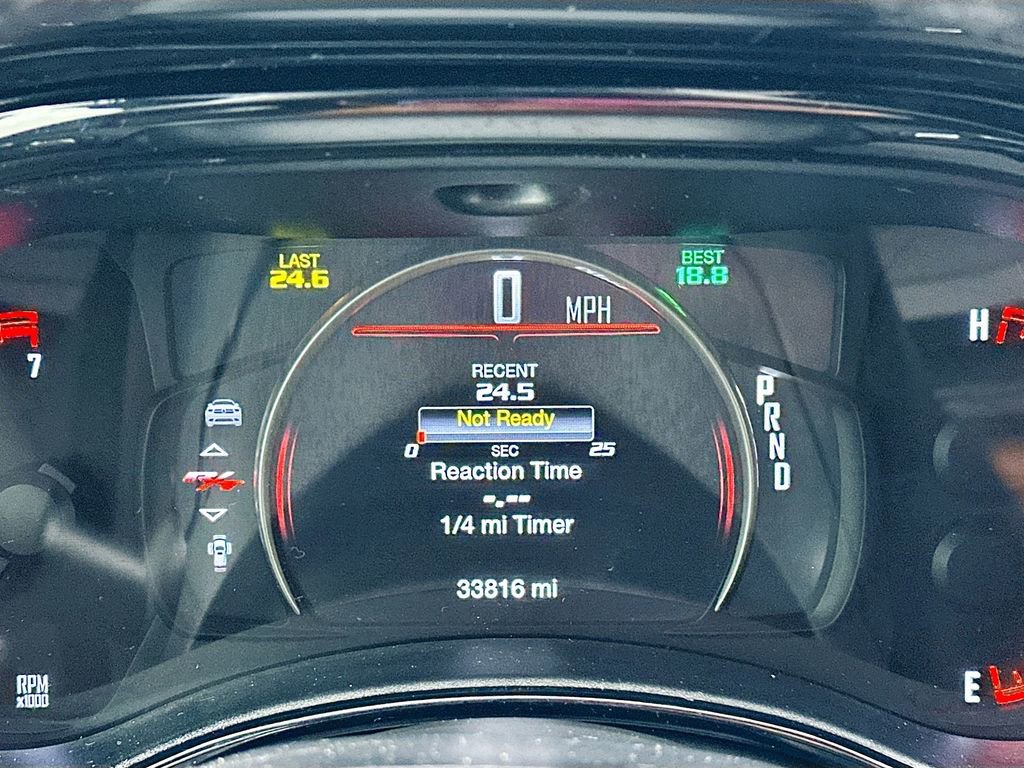 LAST
24.6
BEST
18.8
0 MPH
RECENT
24.5
Not Ready
0 SEC 25
Reaction Time
-.--
1/4 mi Timer
33816 mi
P
R
N
D
7
RPM
x1000
H
E